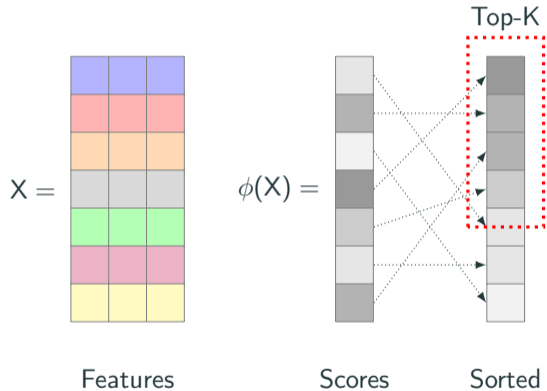 Top-K
X =
ϕ(X) =
Features
Scores
Sorted